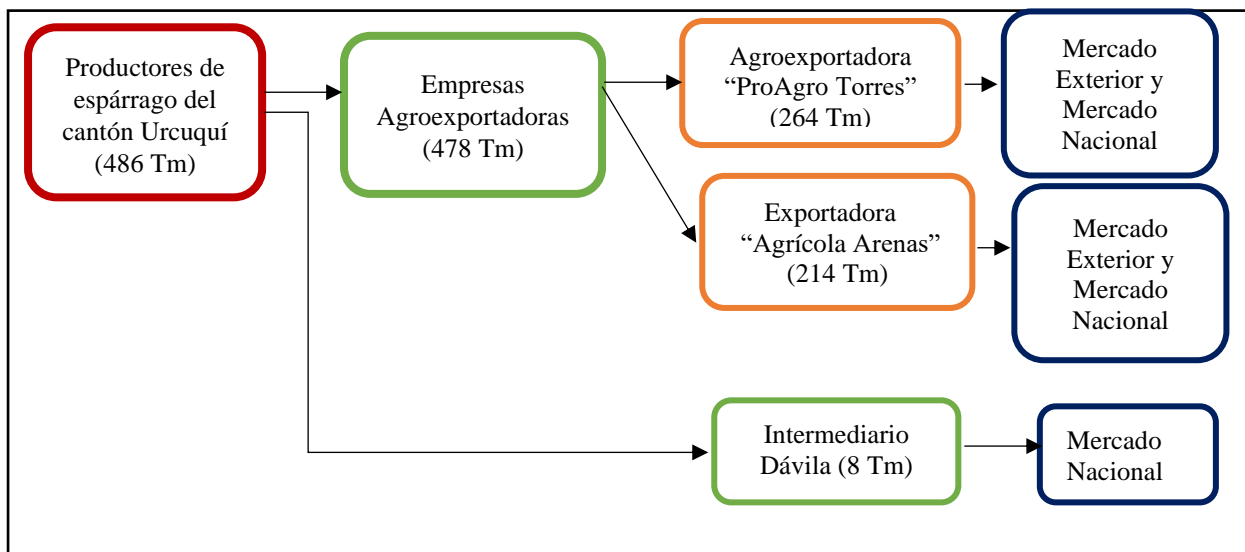 Productores de
espárrago del
cantón Urcuquí
(486 Tm)
Empresas
Agroexportadoras
(478 Tm)
Agroexportadora
“ProAgro Torres”
(264 Tm)
Mercado
Exterior y
Mercado
Nacional
Exportadora
“Agrícola Arenas”
(214 Tm)
Mercado
Exterior y
Mercado
Nacional
Intermediario
Dávila (8 Tm)
Mercado
Nacional